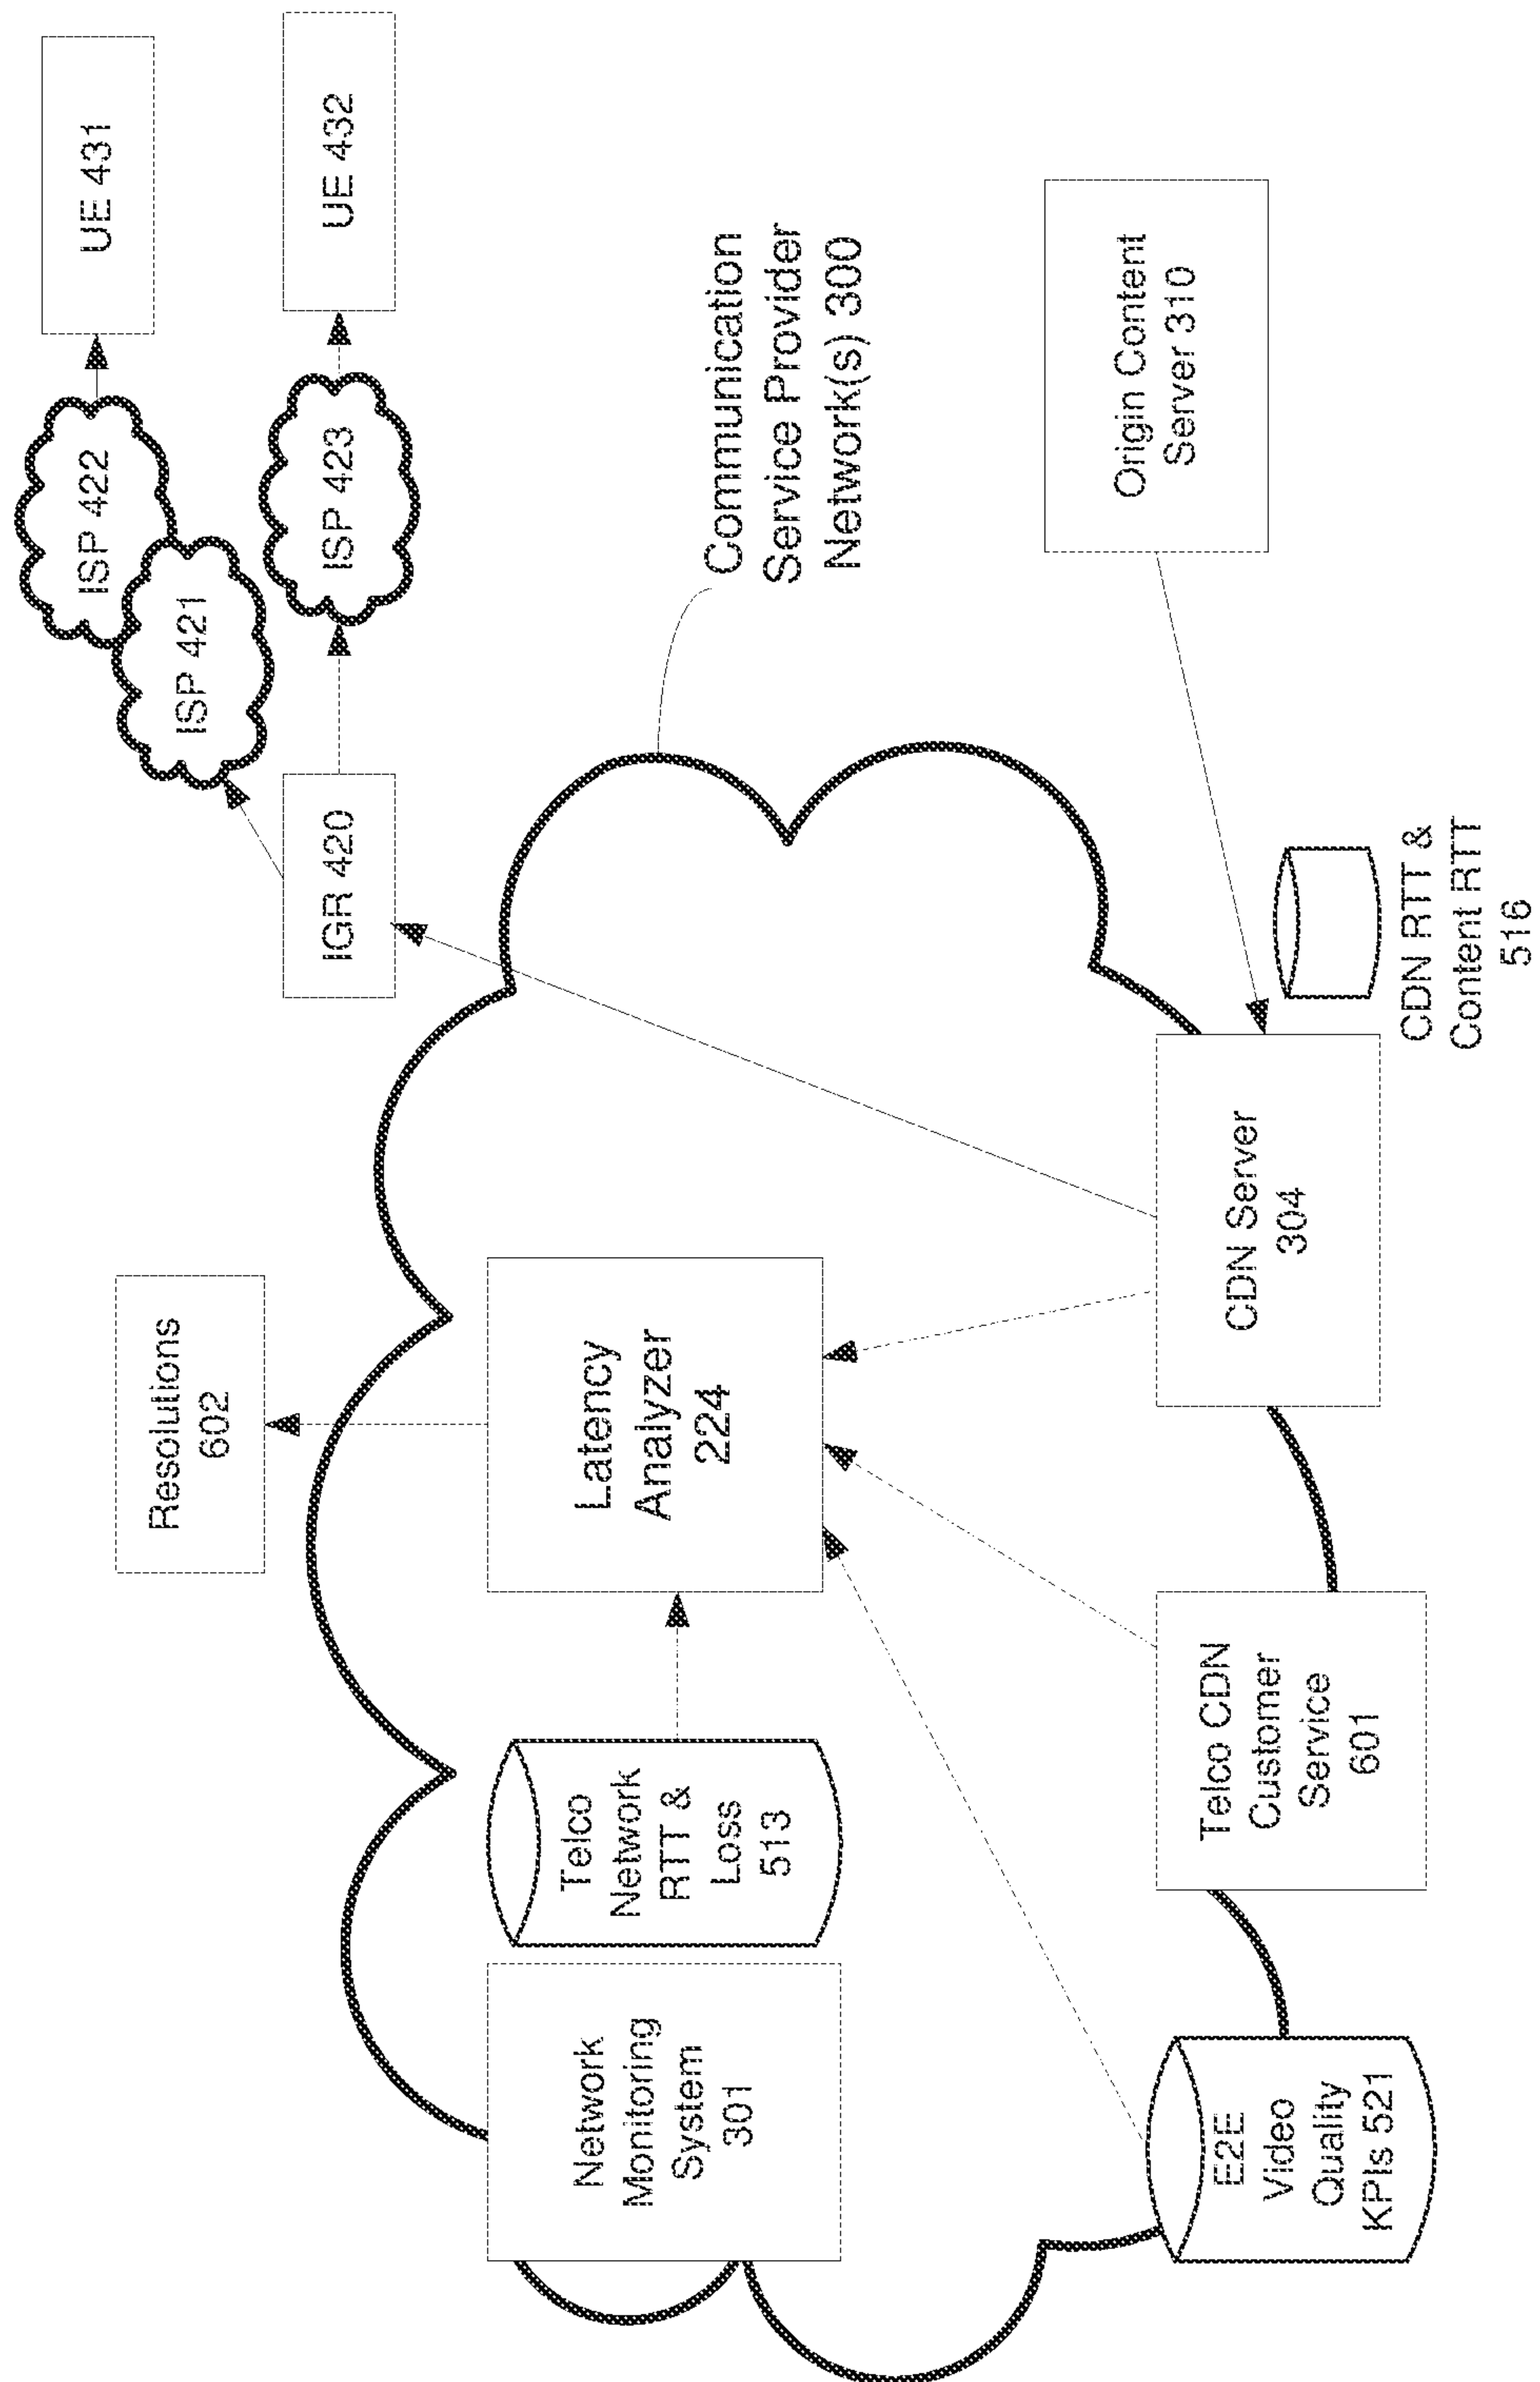 UE 431
UE 432
ISP 422
ISP 421
ISP 423
IGR 420
Communication
Service Provider
Network(s) 300
Origin Content
Server 310
Resolutions
602
Latency
Analyzer
224
CDN Server
304
CDN RTT &
Content RTT
516
Telco
Network
RTT &
Loss
513
Network
Monitoring
System
301
Telco CDN
Customer
Service
601
E2E
Video
Quality
KPIs 521